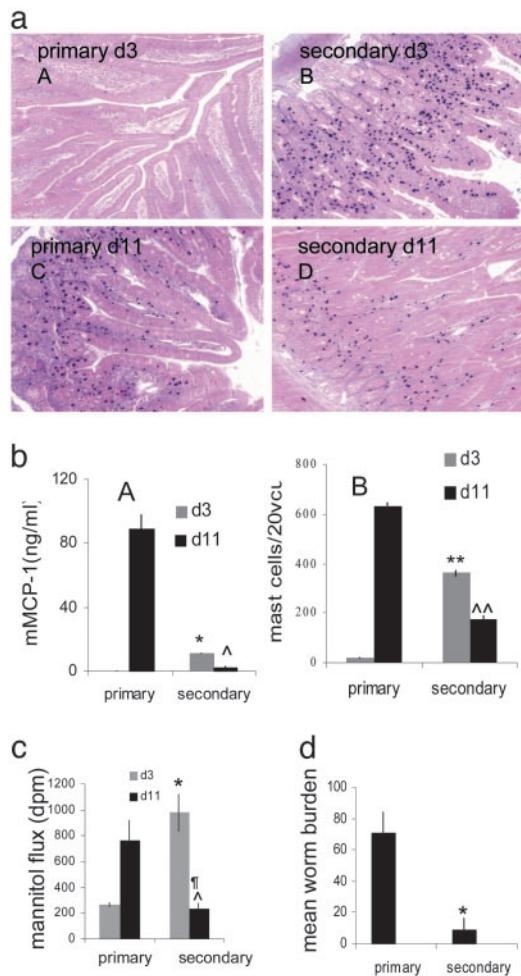 a
primary d3
A
secondary d3
B
primary d11
C
secondary d11
D
b
mMCP-1(ng/ml)
120
80
40
0
A
d3
d11
*
^
primary secondary
mast cells/20vcu
800
600
400
200
0
B
d3
d11
**
^^
primary secondary
c
mannitol flux (dpm)
1200
1000
800
600
400
200
0
d3
d11
*
¶
^
primary secondary
d
mean worm burden
100
80
60
40
20
0
*
primary secondary